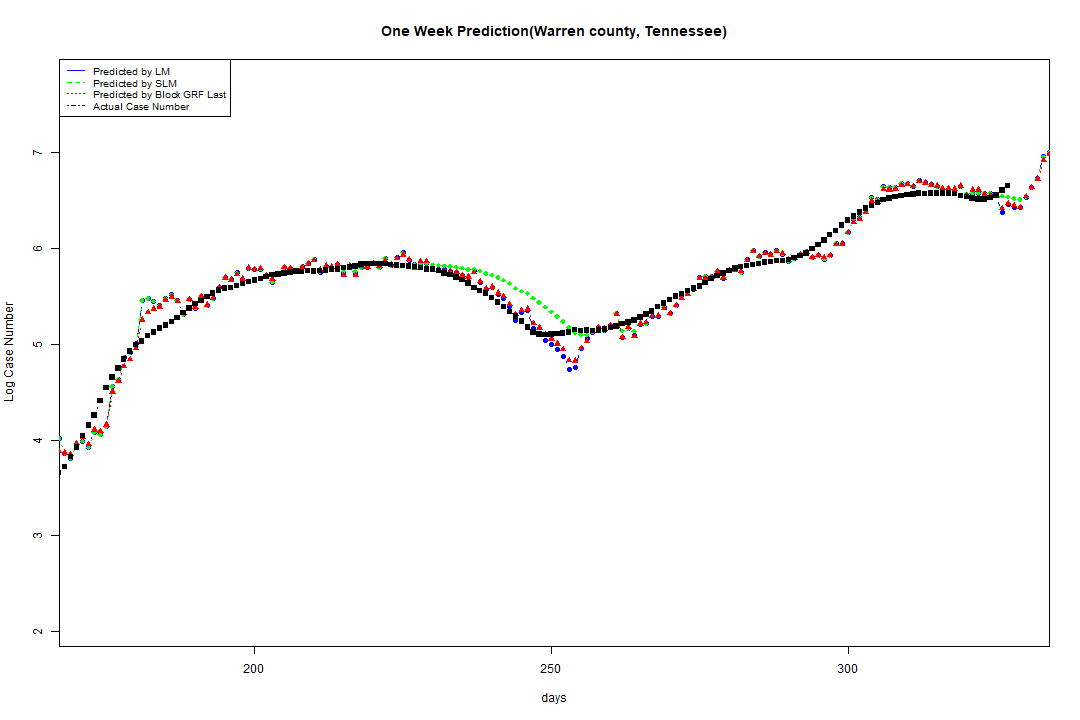 One Week Prediction(Warren county, Tennessee)
Predicted by LM
Predicted by SLM
Predicted by Block GRF Last
Actual Case Number
7
6
5
4
3
2
Log Case Number
200
250
300
days